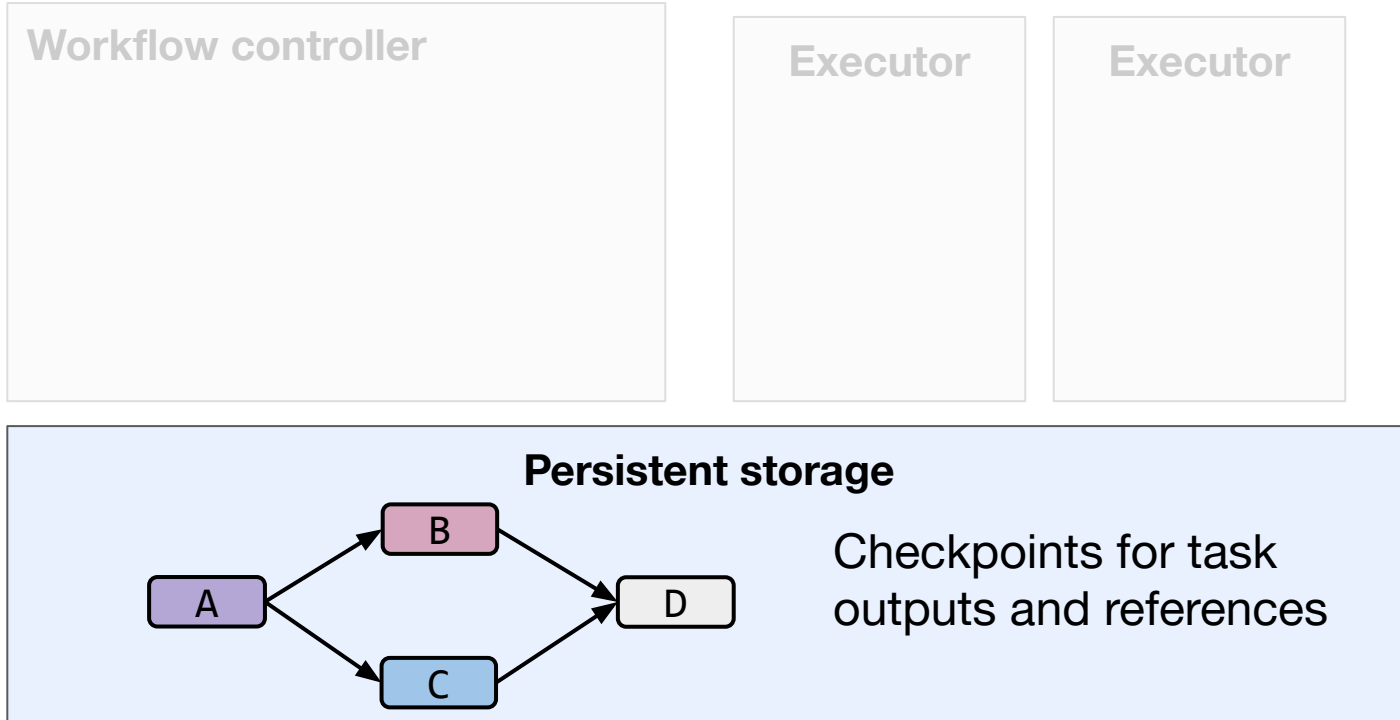 Workflow controller
Executor
Executor
Persistent storage
B
A
D
C
Checkpoints for task
outputs and references